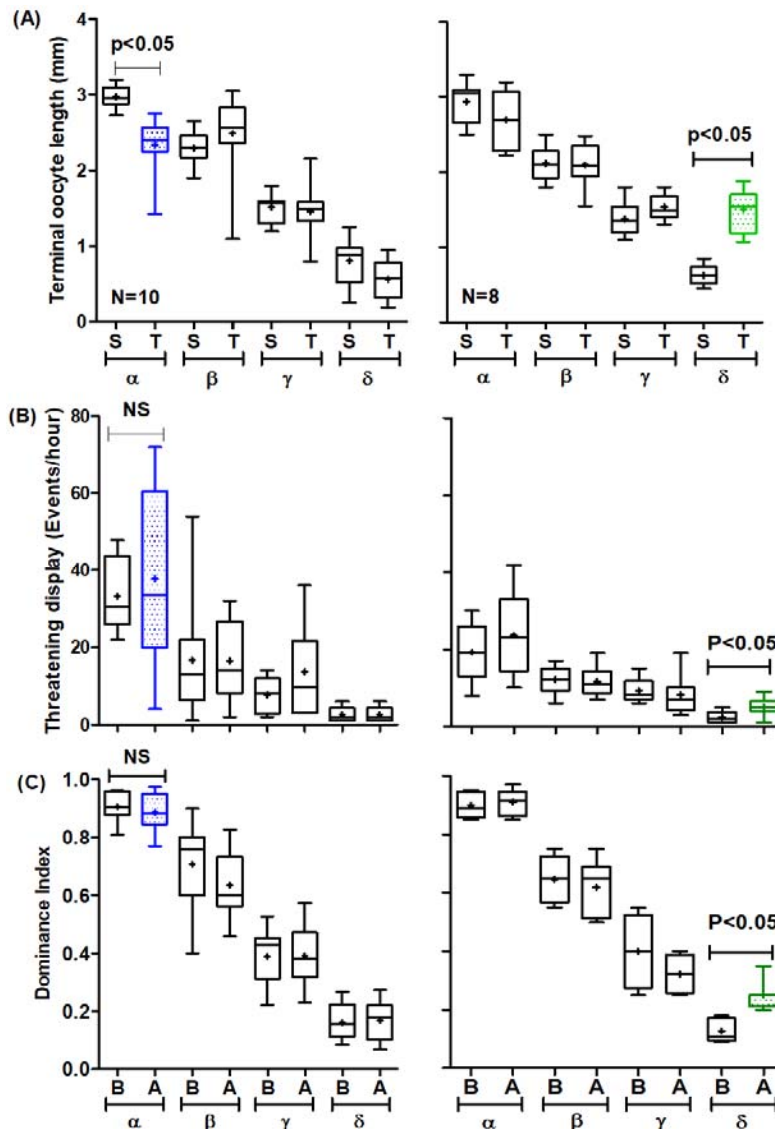 (A)
Terminal oocyte length (mm)
4
3
2
1
0
p<0.05
N=10
S T S T S T S T
α β γ δ
p<0.05
N=8
S T S T S T S T
α β γ δ
(B)
Threatening display (Events/hour)
80
60
40
20
0
NS
P<0.05
(C)
Dominance Index
1.0
0.8
0.6
0.4
0.2
0.0
NS
B A B A B A B A
α β γ δ
P<0.05
B A B A B A B A
α β γ δ